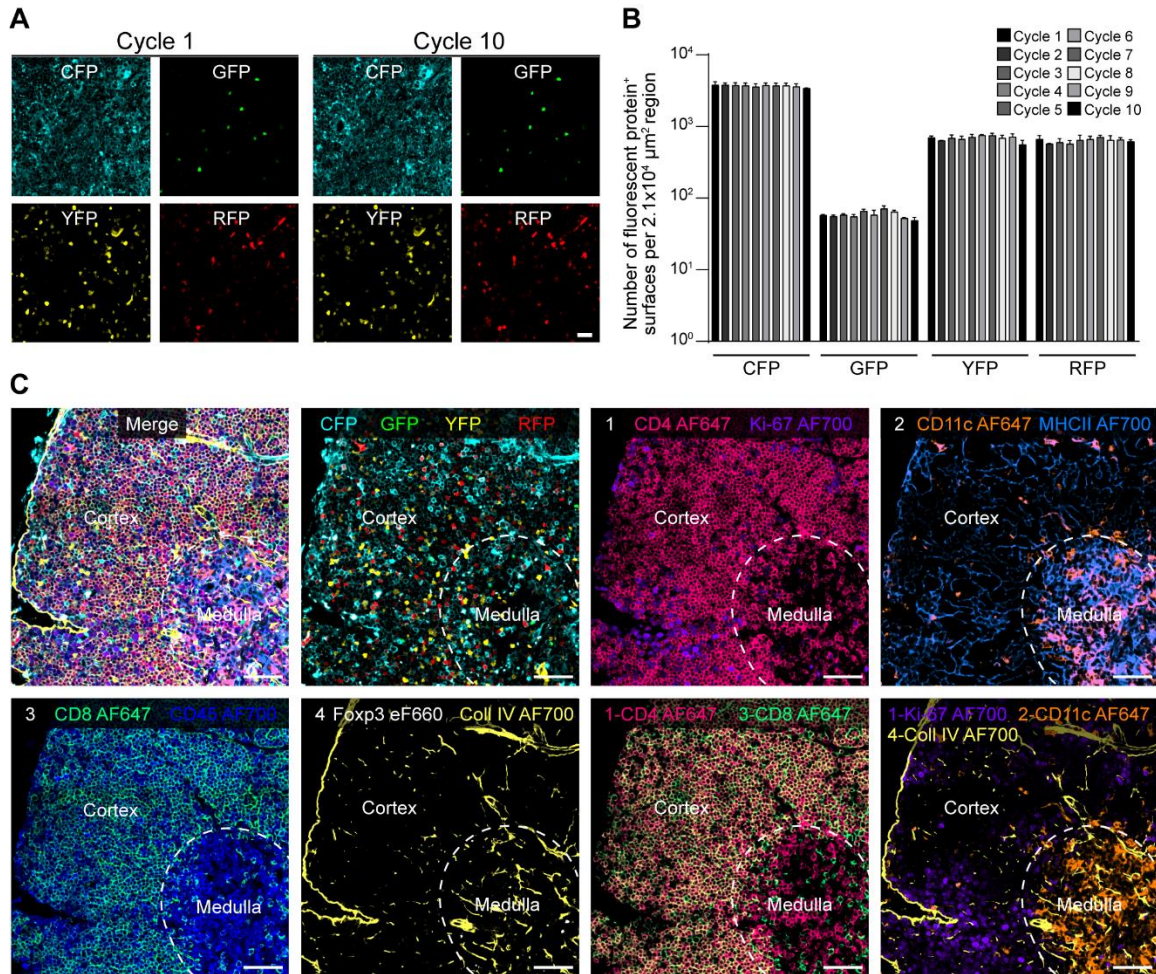 A
Cycle 1
Cycle 10
CFP
GFP
CFP
GFP
YFP
RFP
YFP
RFP
B
Number of fluorescent protein⁺
surfaces per 2.1x10⁴ µm² region
10⁴
10³
10²
10¹
10⁰
Cycle 1
Cycle 6
Cycle 2
Cycle 7
Cycle 3
Cycle 8
Cycle 4
Cycle 9
Cycle 5
Cycle 10
CFP
GFP
YFP
RFP
C
Merge
Cortex
Medulla
CFP GFP YFP RFP
Cortex
Medulla
1 CD4 AF647 Ki-67 AF700
Cortex
Medulla
2 CD11c AF647 MHCII AF700
Cortex
Medulla
3 CD8 AF647 CD45 AF700
Cortex
Medulla
4 Foxp3 eF660 Coll IV AF700
Cortex
Medulla
1-CD4 AF647 3-CD8 AF647
Cortex
Medulla
1-Ki-67 AF700 2-CD11c AF647
4-Coll IV AF700
Cortex
Medulla